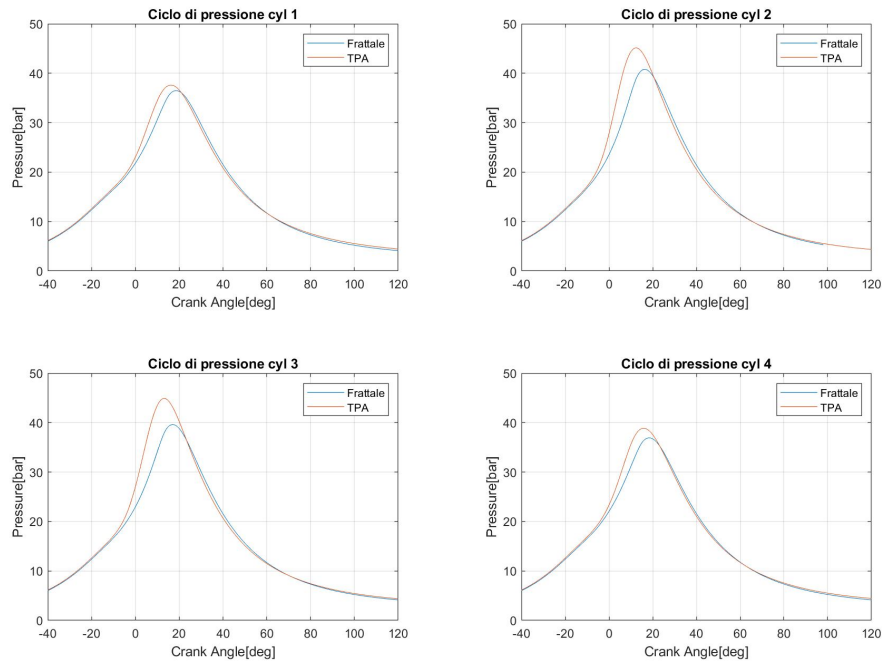 Ciclo di pressione cyl 1
50
40
30
20
10
0
Pressure[bar]
-40 -20 0 20 40 60 80 100 120
Crank Angle[deg]
Frattale
TPA
Ciclo di pressione cyl 2
50
40
30
20
10
0
Pressure[bar]
-40 -20 0 20 40 60 80 100 120
Crank Angle[deg]
Frattale
TPA
Ciclo di pressione cyl 3
50
40
30
20
10
0
Pressure[bar]
-40 -20 0 20 40 60 80 100 120
Crank Angle[deg]
Frattale
TPA
Ciclo di pressione cyl 4
50
40
30
20
10
0
Pressure[bar]
-40 -20 0 20 40 60 80 100 120
Crank Angle[deg]
Frattale
TPA